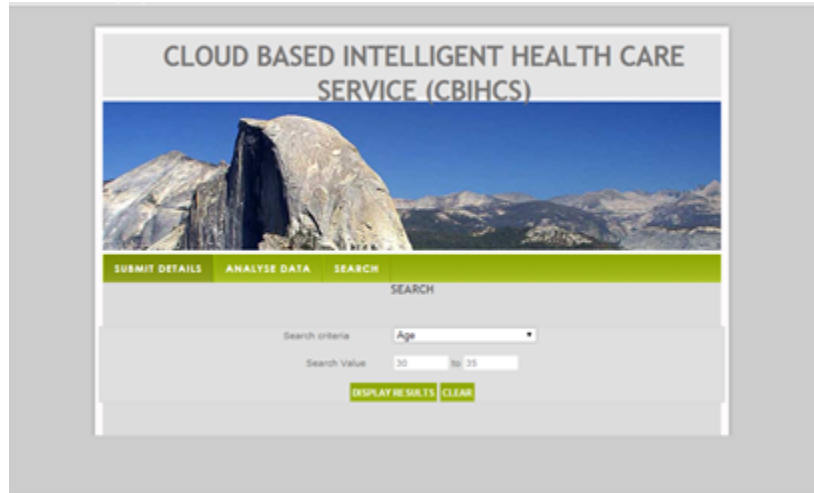 CLOUD BASED INTELLIGENT HEALTH CARE
SERVICE (CBIHCS)
SUBMIT DETAILS ANALYSE DATA SEARCH
SEARCH
Search criteria Age
Search Value 30 to 35
DISPLAY RESULTS CLEAR